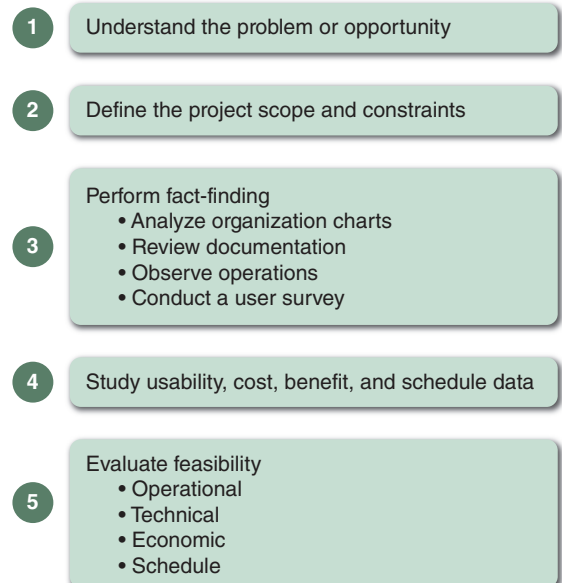 1 Understand the problem or opportunity
2 Define the project scope and constraints
Perform fact-finding
• Analyze organization charts
3 • Review documentation
• Observe operations
• Conduct a user survey
4 Study usability, cost, benefit, and schedule data
Evaluate feasibility
• Operational
5 • Technical
• Economic
• Schedule